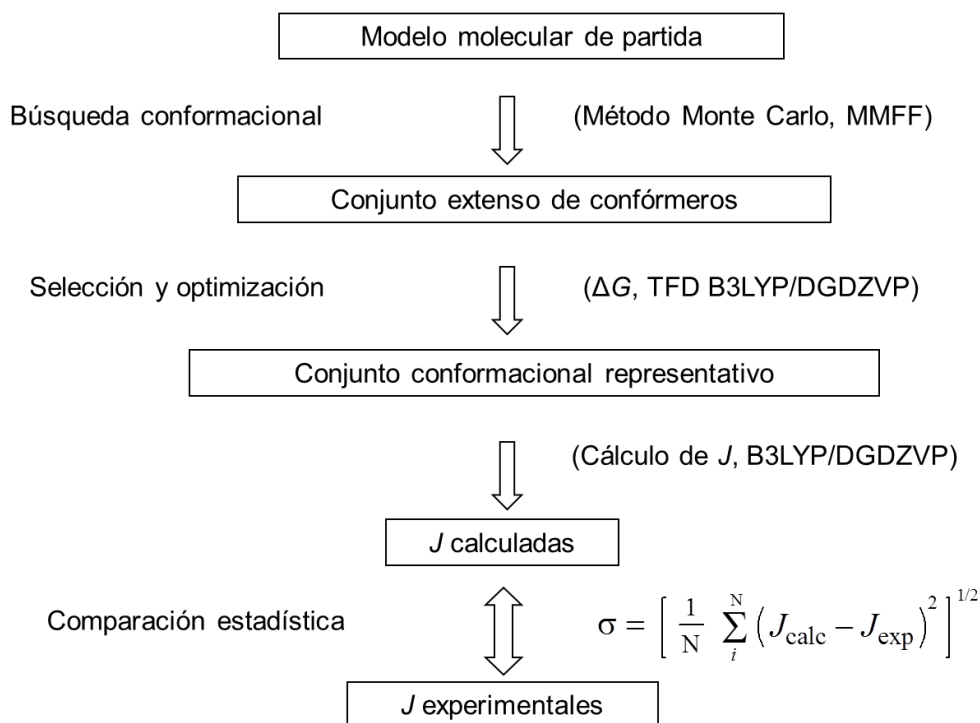 Modelo molecular de partida
Búsqueda conformacional (Método Monte Carlo, MMFF)
Conjunto extenso de confórmeros
Selección y optimización (ΔG, TFD B3LYP/DGDZVP)
Conjunto conformacional representativo
(Cálculo de J, B3LYP/DGDZVP)
J calculadas
Comparación estadística σ = [ 1/N ∑_i^N (J_calc – J_exp)^2 ]^1/2
J experimentales